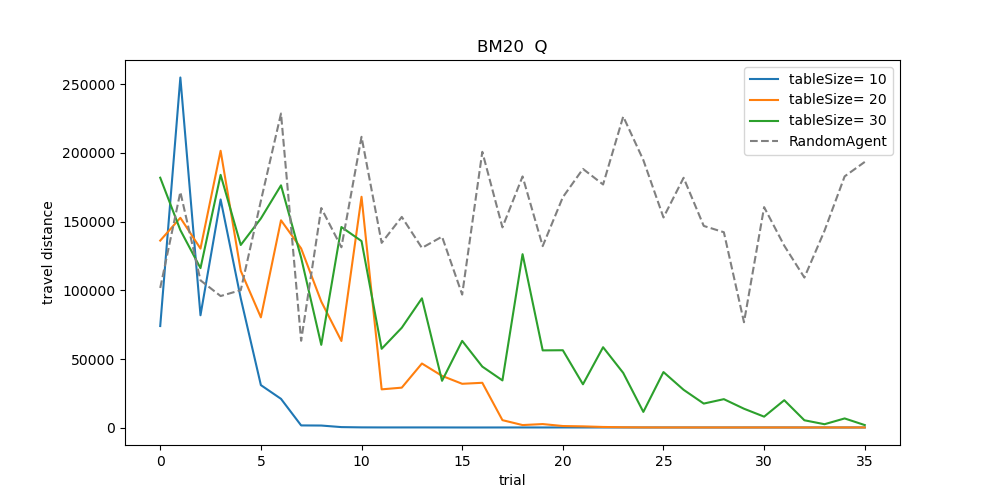 BM20  Q
travel distance
250000
200000
150000
100000
50000
0
tableSize= 10
tableSize= 20
tableSize= 30
RandomAgent
0 5 10 15 20 25 30 35
trial